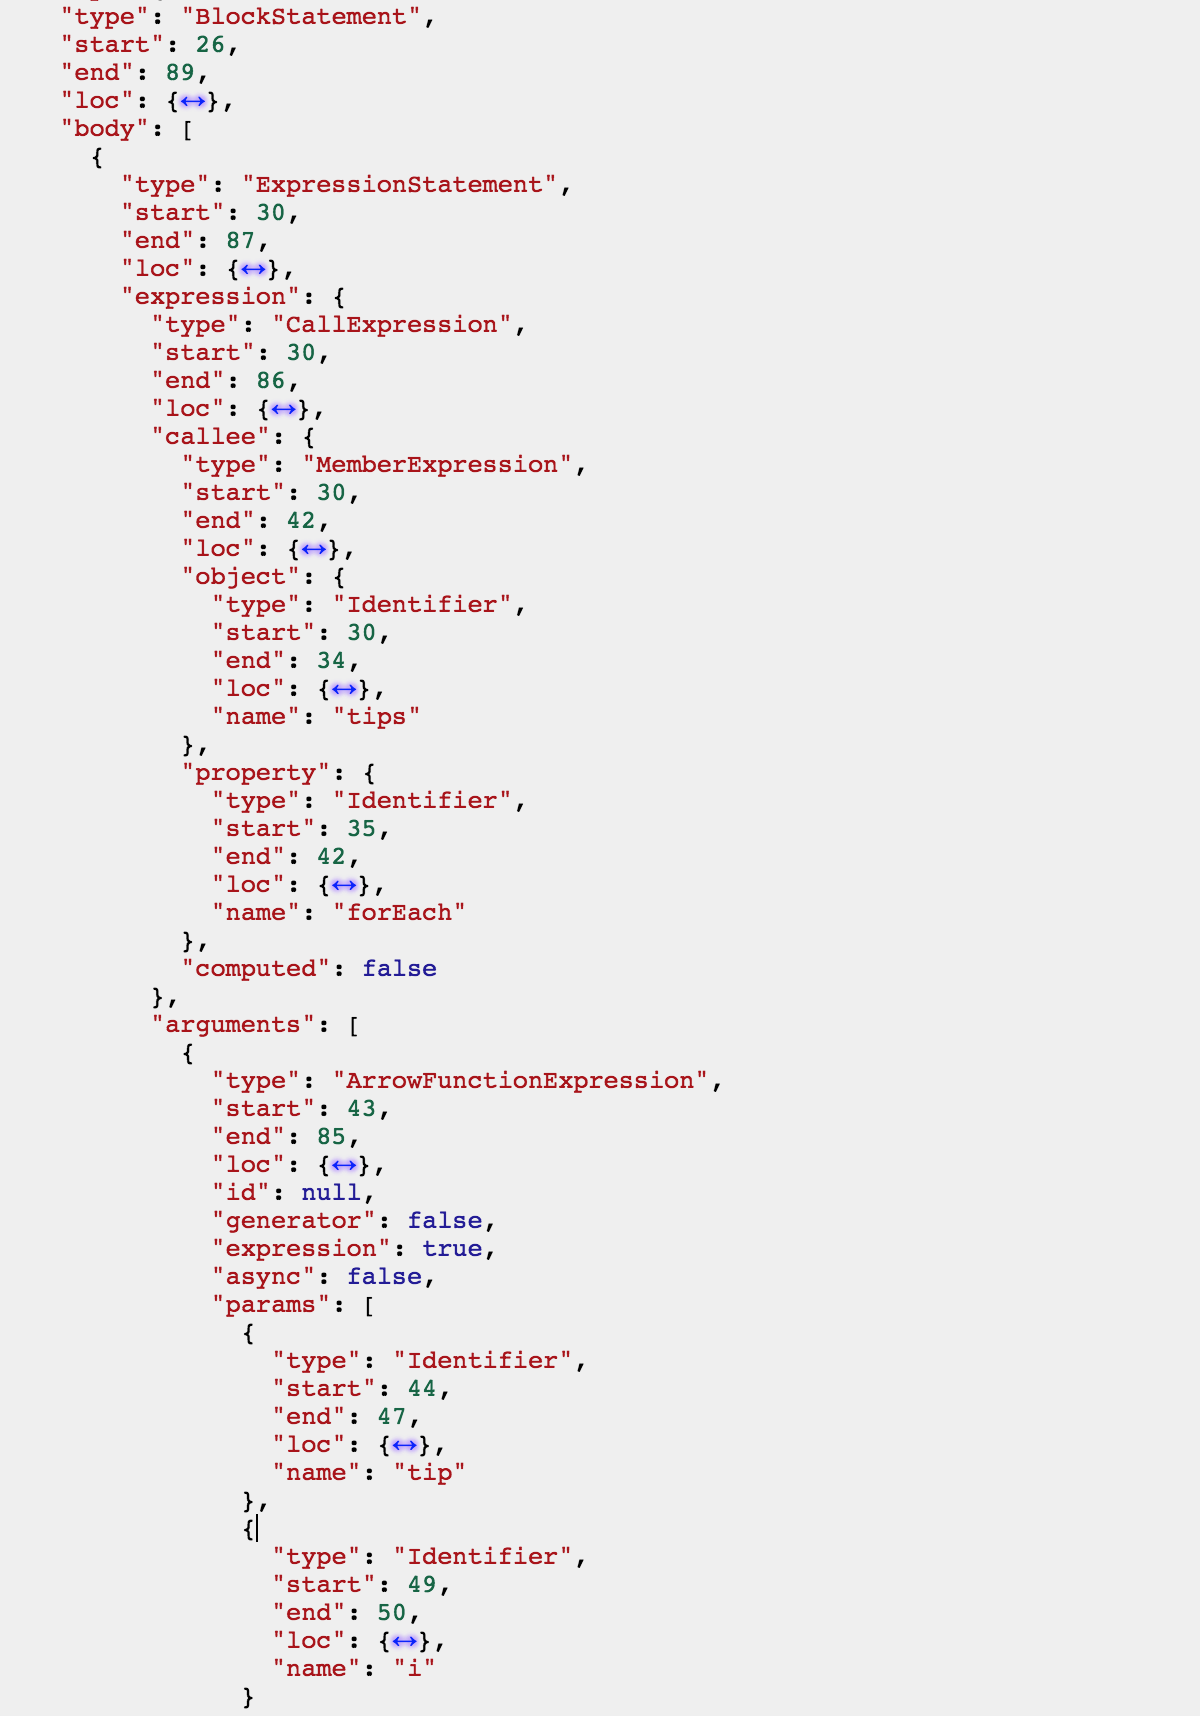 "type": "BlockStatement",
"start": 26,
"end": 89,
"loc": {↔},
"body": [
{
"type": "ExpressionStatement",
"start": 30,
"end": 87,
"loc": {↔},
"expression": {
"type": "CallExpression",
"start": 30,
"end": 86,
"loc": {↔},
"callee": {
"type": "MemberExpression",
"start": 30,
"end": 42,
"loc": {↔},
"object": {
"type": "Identifier",
"start": 30,
"end": 34,
"loc": {↔},
"name": "tips"
},
"property": {
"type": "Identifier",
"start": 35,
"end": 42,
"loc": {↔},
"name": "forEach"
},
"computed": false
},
"arguments": [
{
"type": "ArrowFunctionExpression",
"start": 43,
"end": 85,
"loc": {↔},
"id": null,
"generator": false,
"expression": true,
"async": false,
"params": [
{
"type": "Identifier",
"start": 44,
"end": 47,
"loc": {↔},
"name": "tip"
},
{
"type": "Identifier",
"start": 49,
"end": 50,
"loc": {↔},
"name": "i"
}